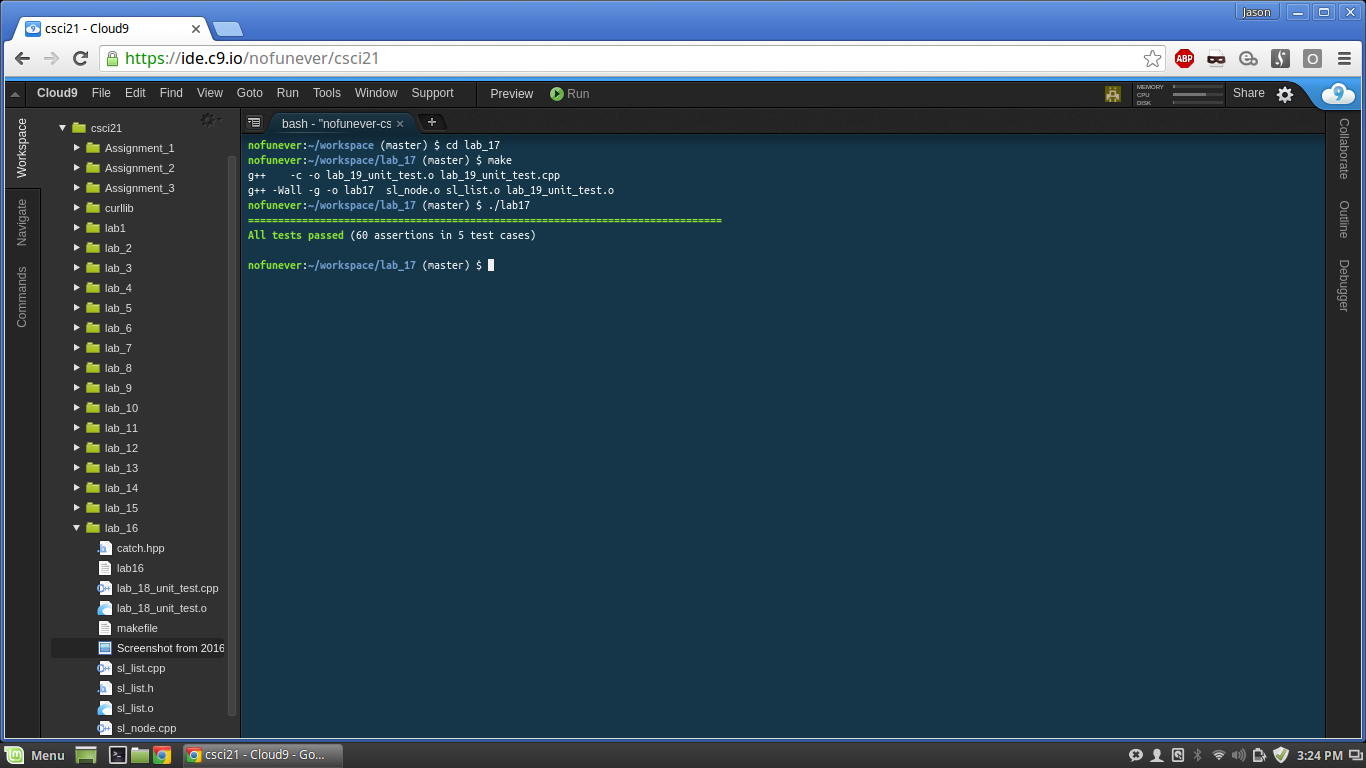 Jason
csci21 - Cloud9
https://ide.c9.io/nofunever/csci21
ABP
Cloud9 File Edit Find View Goto Run Tools Window Support Preview Run
MEMORY
CPU
DISK
Share
Workspace
Navigate
Commands
csci21
Assignment_1
Assignment_2
Assignment_3
curllib
lab1
lab_2
lab_3
lab_4
lab_5
lab_6
lab_7
lab_8
lab_9
lab_10
lab_11
lab_12
lab_13
lab_14
lab_15
lab_16
catch.hpp
lab16
lab_18_unit_test.cpp
lab_18_unit_test.o
makefile
Screenshot from 2016
sl_list.cpp
sl_list.h
sl_list.o
sl_node.cpp
bash - "nofunever-cs
nofunever:~/workspace (master) $ cd lab_17
nofunever:~/workspace/lab_17 (master) $ make
g++    -c -o lab_19_unit_test.o lab_19_unit_test.cpp
g++ -Wall -g -o lab17  sl_node.o sl_list.o lab_19_unit_test.o
nofunever:~/workspace/lab_17 (master) $ ./lab17
===============================================================================
All tests passed (60 assertions in 5 test cases)
nofunever:~/workspace/lab_17 (master) $
Collaborate
Outline
Debugger
Menu
csci21 - Cloud9 - Go...
3:24 PM